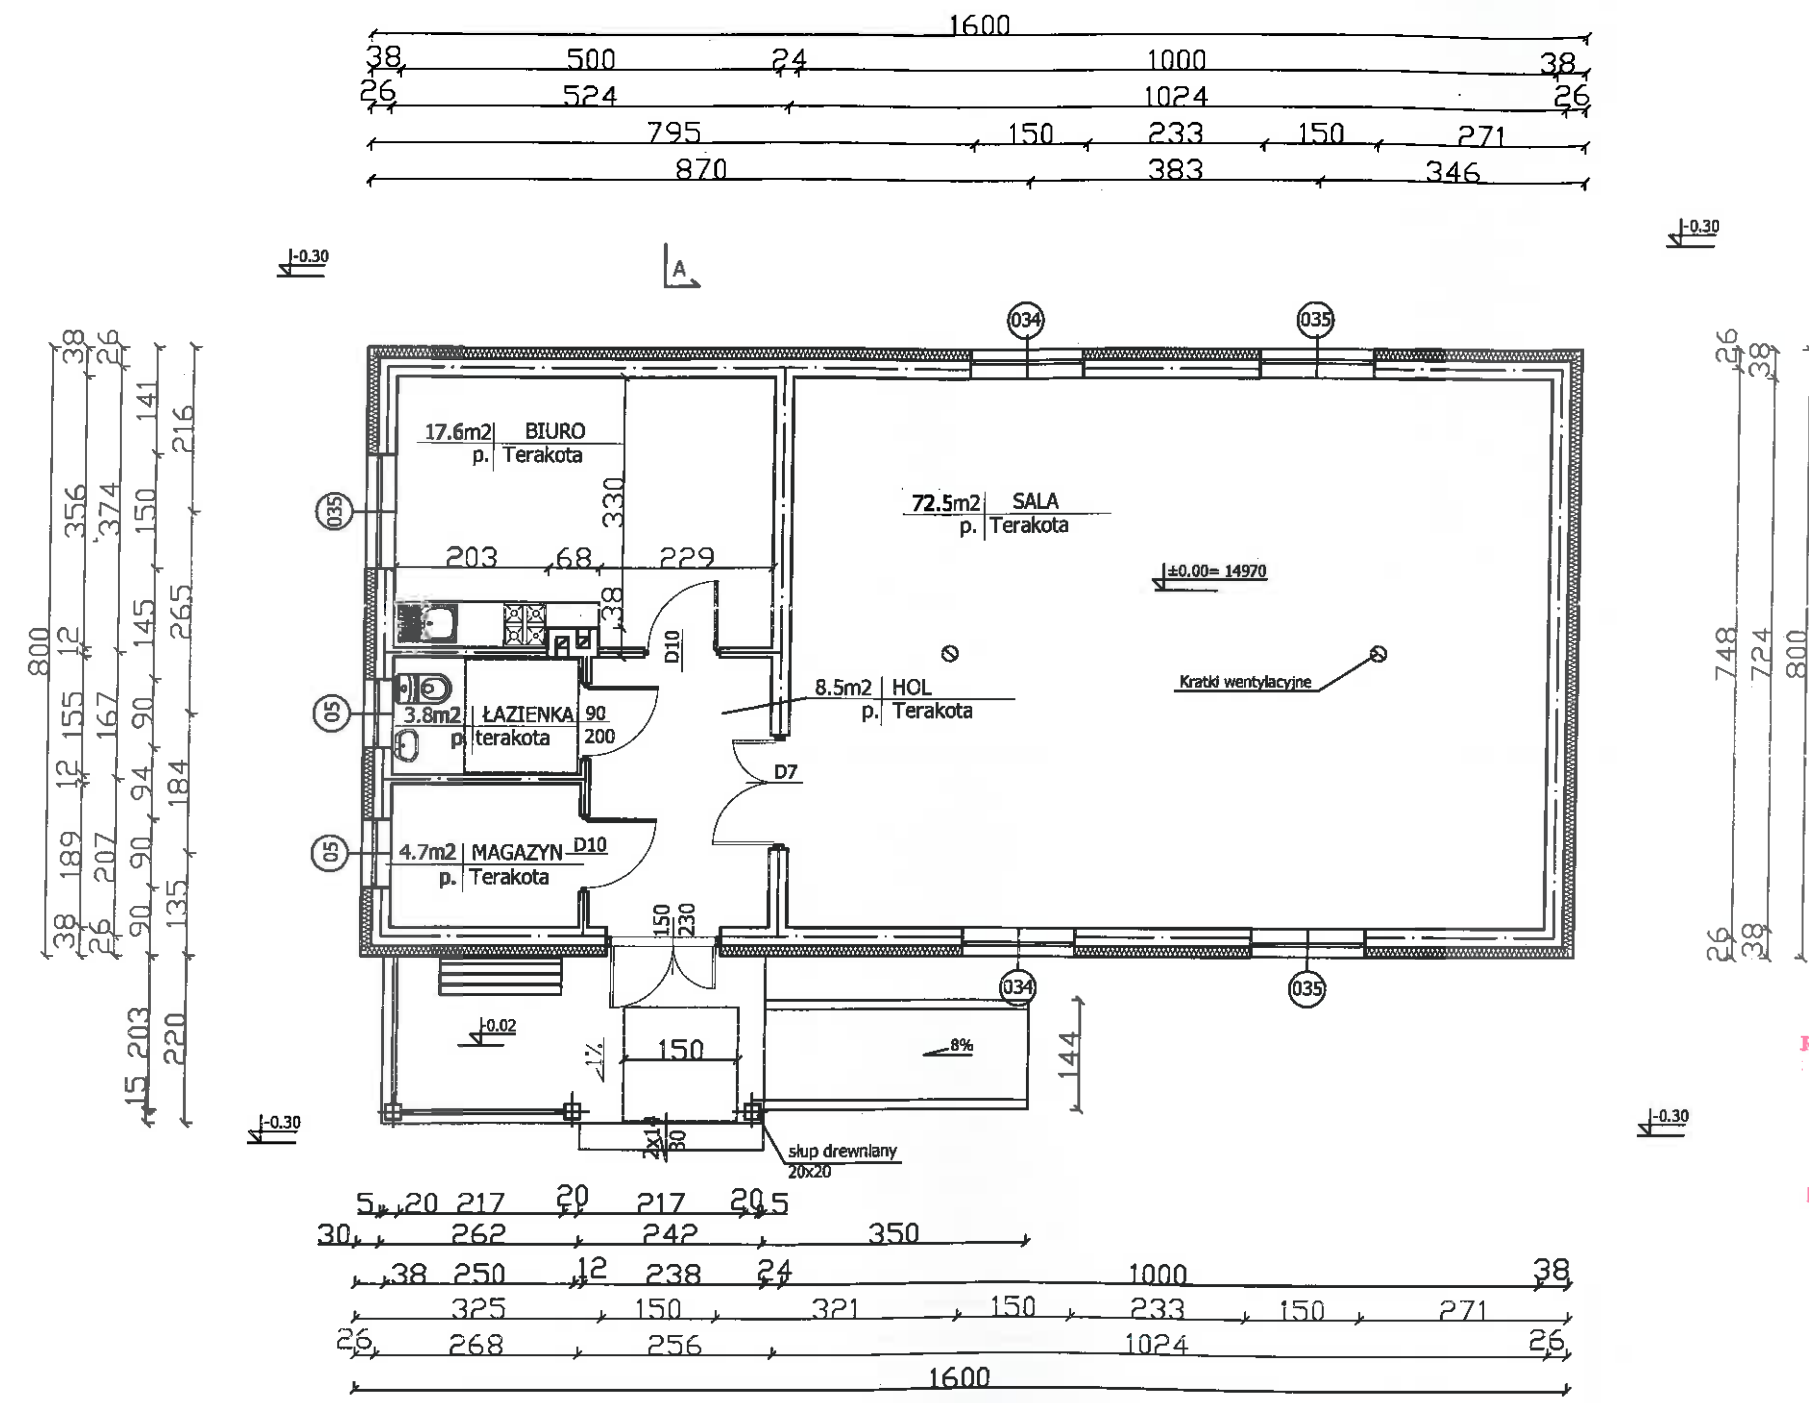 1600
38 500 24 1000 38
26 524 1024 26
795 150 233 150 271
870 383 346
-0.30
-0.30
A
034 035
38 26
141 216
26 38
17.6m2 BIURO
p. Terakota
356 374 150
035
330
72.5m2 SALA
p. Terakota
203 68 229
±0.00= 14970
38
145 265
800 12
D10
748 724 800
Kratki wentylacyjne
8.5m2 HOL
p. Terakota
155 167 90
05
3.8m2 ŁAZIENKA 90
p. terakota 200
12 94 184
D7
189 207 90
05
4.7m2 MAGAZYN D10
p. Terakota
38 26 90 135
150
230
26 38
034 035
-0.02
203 220
1%
150
8%
144
15
-0.30
-0.30
słup drewniany
20x20
5 20 217 20 217 20 5
30 262 242 350
38 250 12 238 24 1000 38
325 150 321 150 233 150 271
26 268 256 1024 26
1600